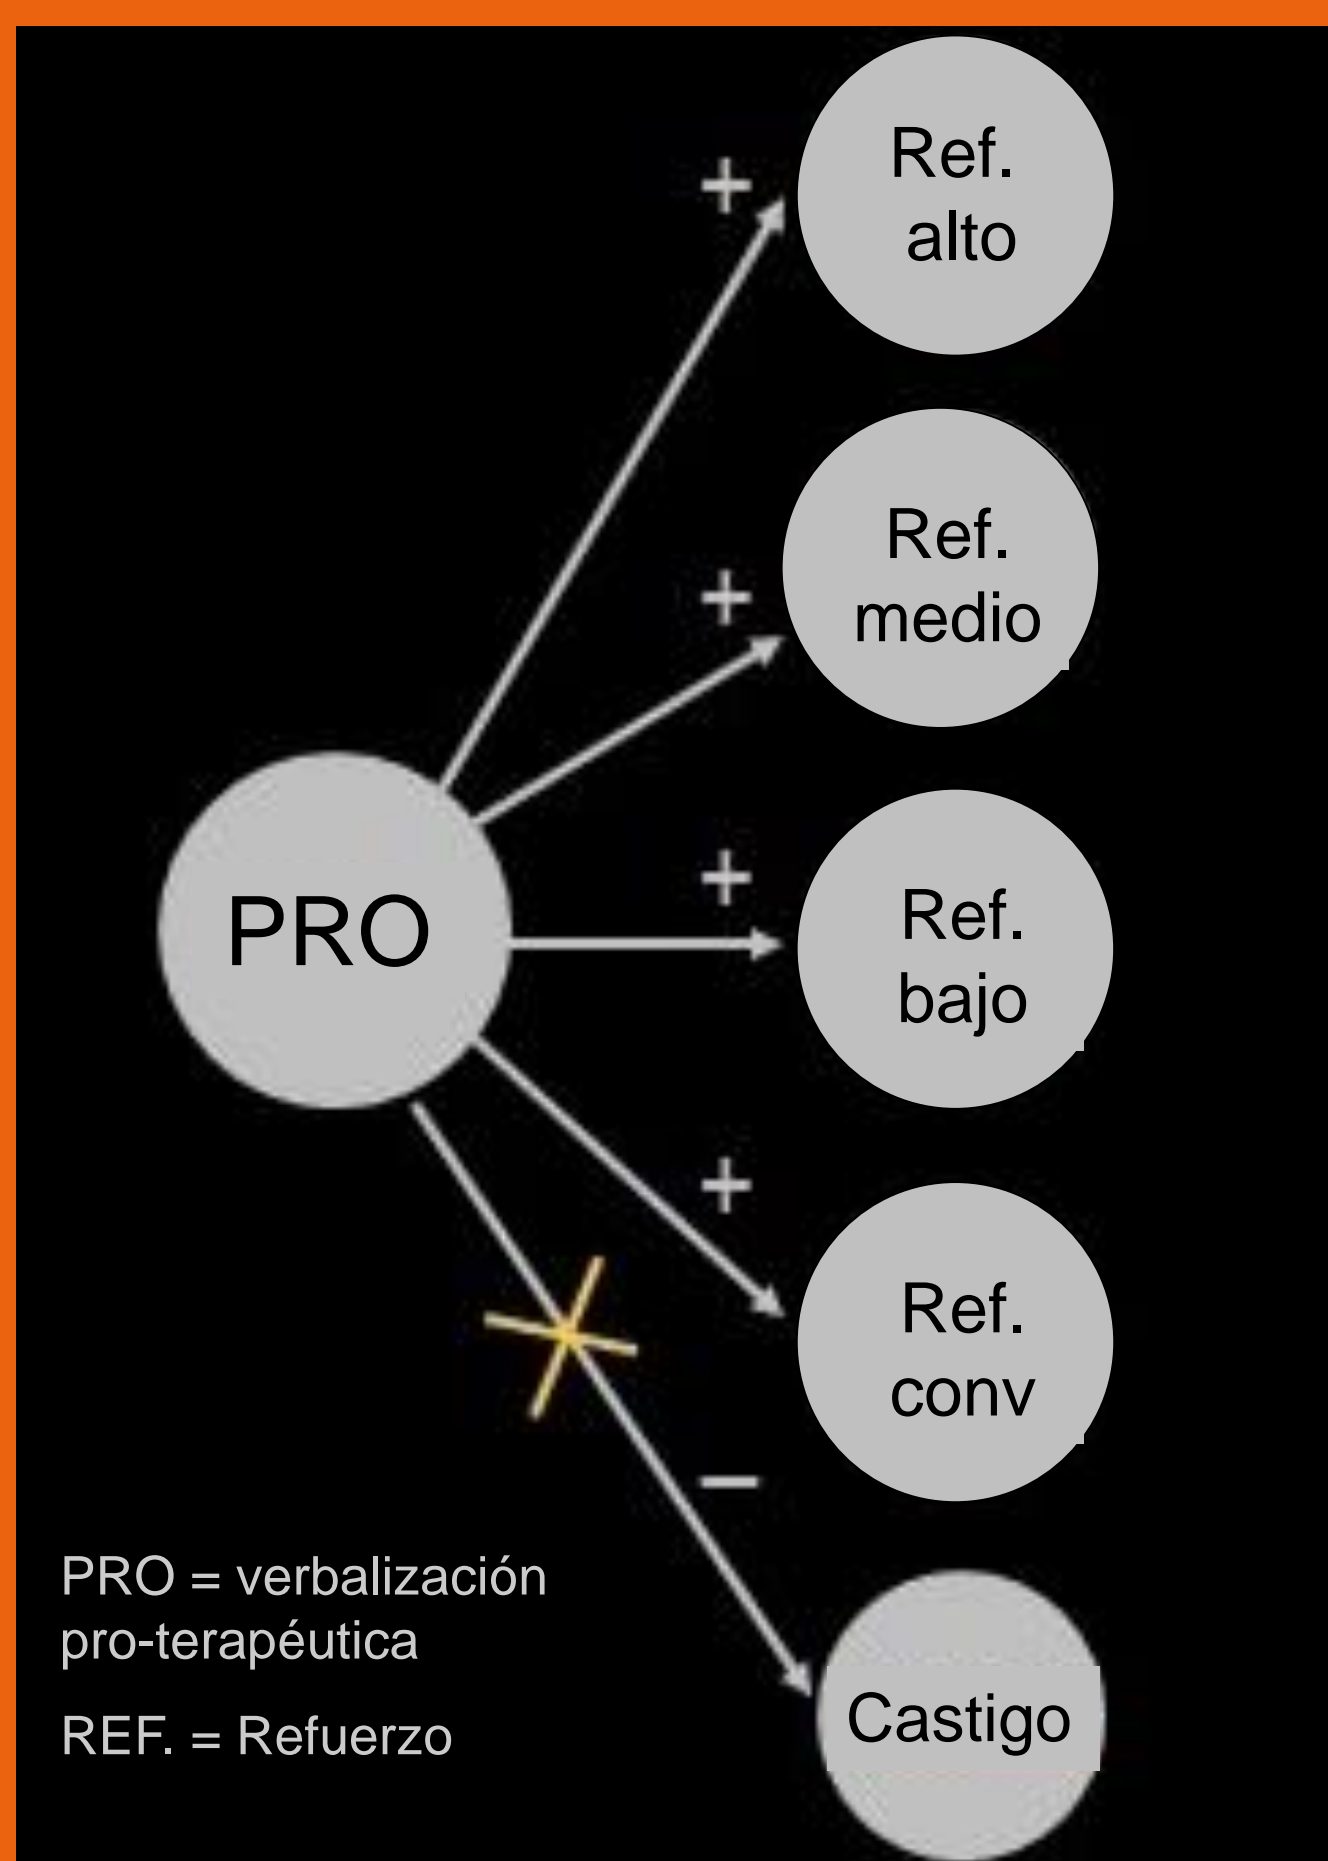 Ref.
alto
+
Ref.
medio
+
PRO
+
Ref.
bajo
+
Ref.
conv
–
Castigo
PRO = verbalización
pro-terapéutica
REF. = Refuerzo